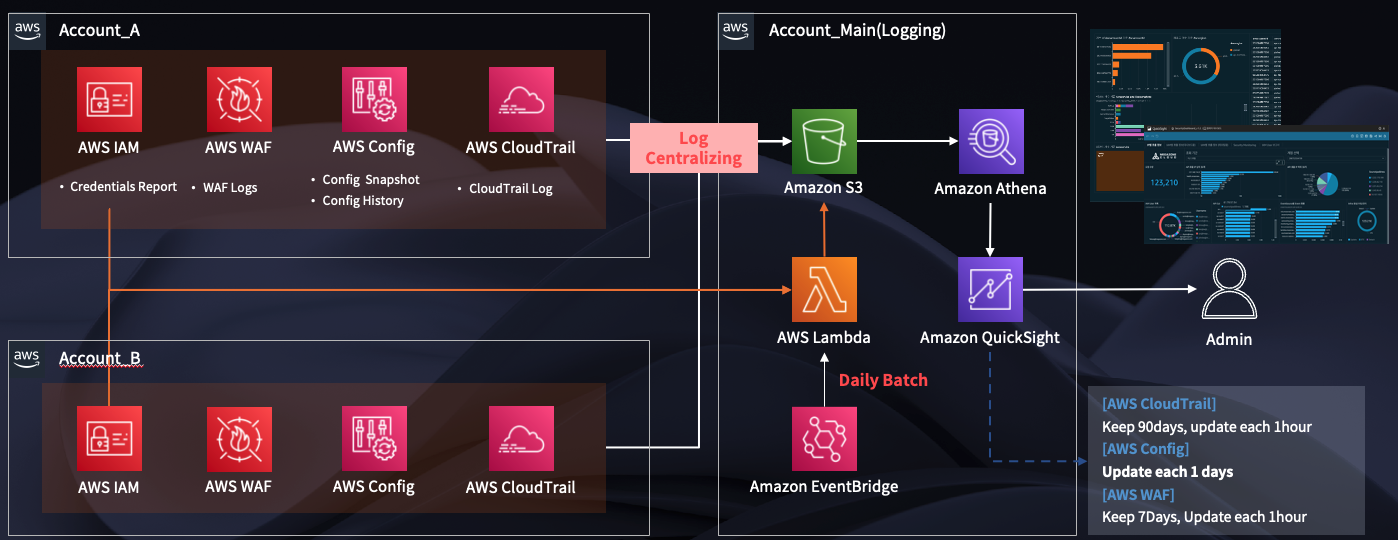 aws
Account_A
AWS IAM
AWS WAF
AWS Config
AWS CloudTrail
• Credentials Report
• WAF Logs
• Config Snapshot
• Config History
• CloudTrail Log
aws
Account_B
AWS IAM
AWS WAF
AWS Config
AWS CloudTrail
Log
Centralizing
aws
Account_Main(Logging)
Amazon S3
Amazon Athena
AWS Lambda
Amazon QuickSight
Daily Batch
Amazon EventBridge
123,210
Admin
[AWS CloudTrail]
Keep 90days, update each 1hour
[AWS Config]
Update each 1 days
[AWS WAF]
Keep 7Days, Update each 1hour